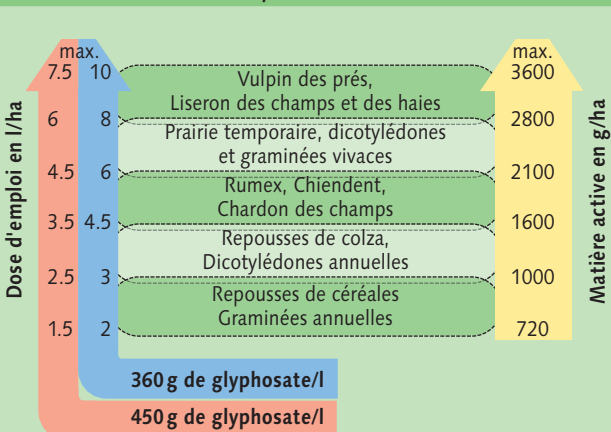 max.
max.
7.5 10
Vulpin des prés,
Liseron des champs et des haies
3600
6 8
2800
Prairie temporaire, dicotylédones
et graminées vivaces
4.5 6
2100
Rumex, Chiendent,
Chardon des champs
3.5 4.5
1600
Repousses de colza,
Dicotylédones annuelles
2.5 3
1000
Repousses de céréales
Graminées annuelles
1.5 2
720
Dose d'emploi en l/ha
Matière active en g/ha
360 g de glyphosate/l
450 g de glyphosate/l